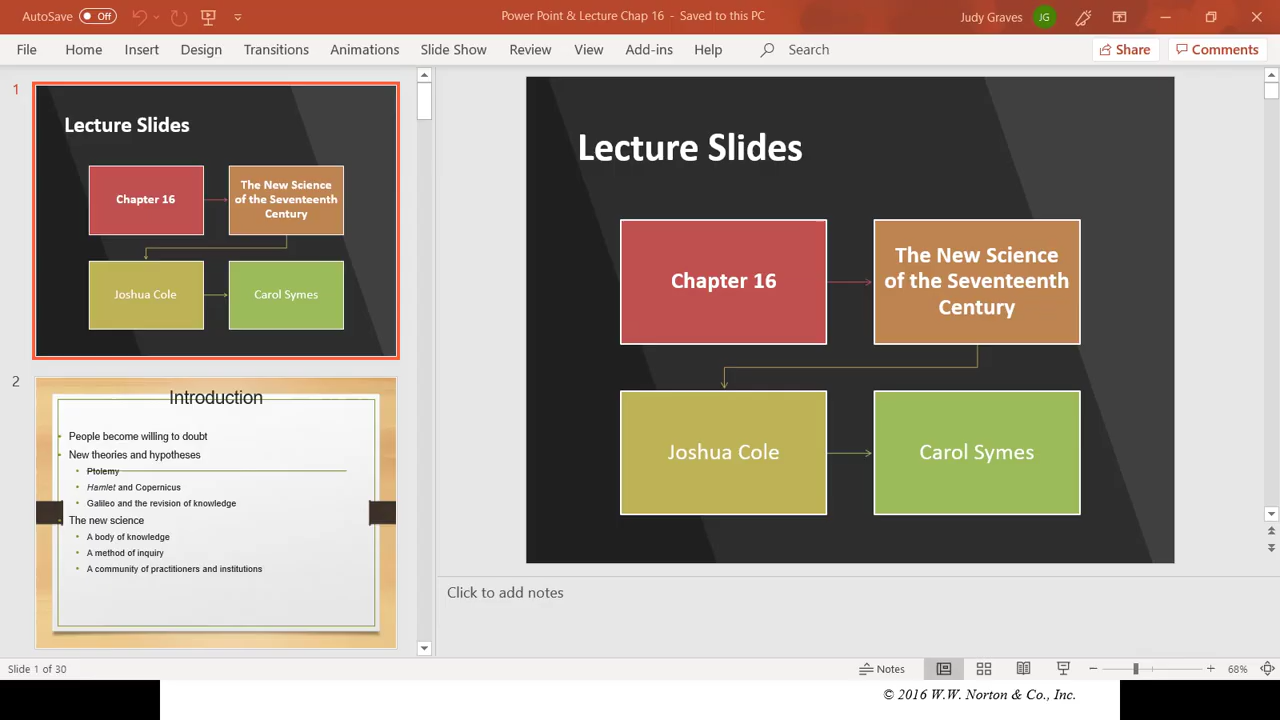 AutoSave Off
Power Point & Lecture Chap 16 - Saved to this PC
Judy Graves JG
File Home Insert Design Transitions Animations Slide Show Review View Add-ins Help Search Share Comments
1
Lecture Slides
Chapter 16
The New Science
of the Seventeenth
Century
Joshua Cole
Carol Symes
2
Introduction
• People become willing to doubt
• New theories and hypotheses
• Ptolemy
• Hamlet and Copernicus
• Galileo and the revision of knowledge
• The new science
• A body of knowledge
• A method of inquiry
• A community of practitioners and institutions
Lecture Slides
Chapter 16
The New Science
of the Seventeenth
Century
Joshua Cole
Carol Symes
Click to add notes
Slide 1 of 30
Notes
68%
© 2016 W.W. Norton & Co., Inc.